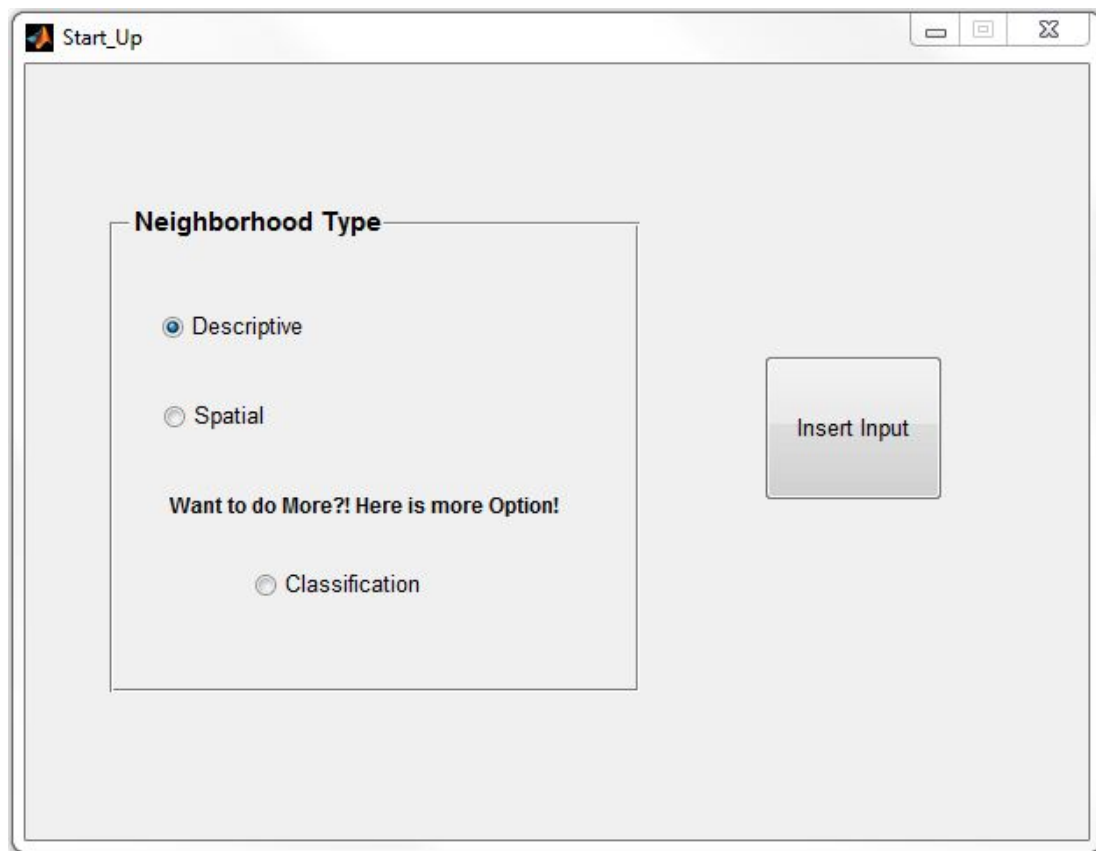 Start_Up
Neighborhood Type
Descriptive
Spatial
Want to do More?! Here is more Option!
Classification
Insert Input